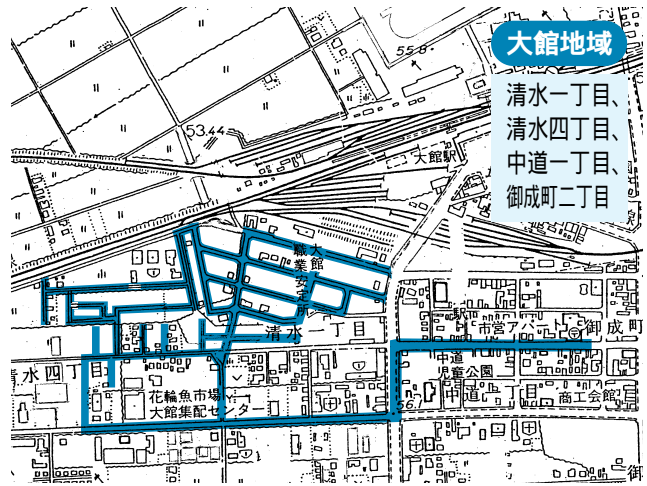 大館地域
清水一丁目、
清水四丁目、
中道一丁目、
御成町二丁目
55.8
53.44
大館駅
大館
職業安定所
清水一丁目
駅
市営アパート
御成町
中道
児童公園
清水四丁目
花輪魚市場
大館集配センター
中道一丁目
商工会館
56.1
御